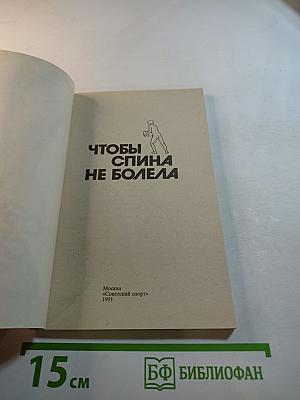 ЧТОБЫ
СПИНА
НЕ БОЛЕЛА
Москва
«Советский спорт»
1993
15 см
БФ БИБЛИОФАН